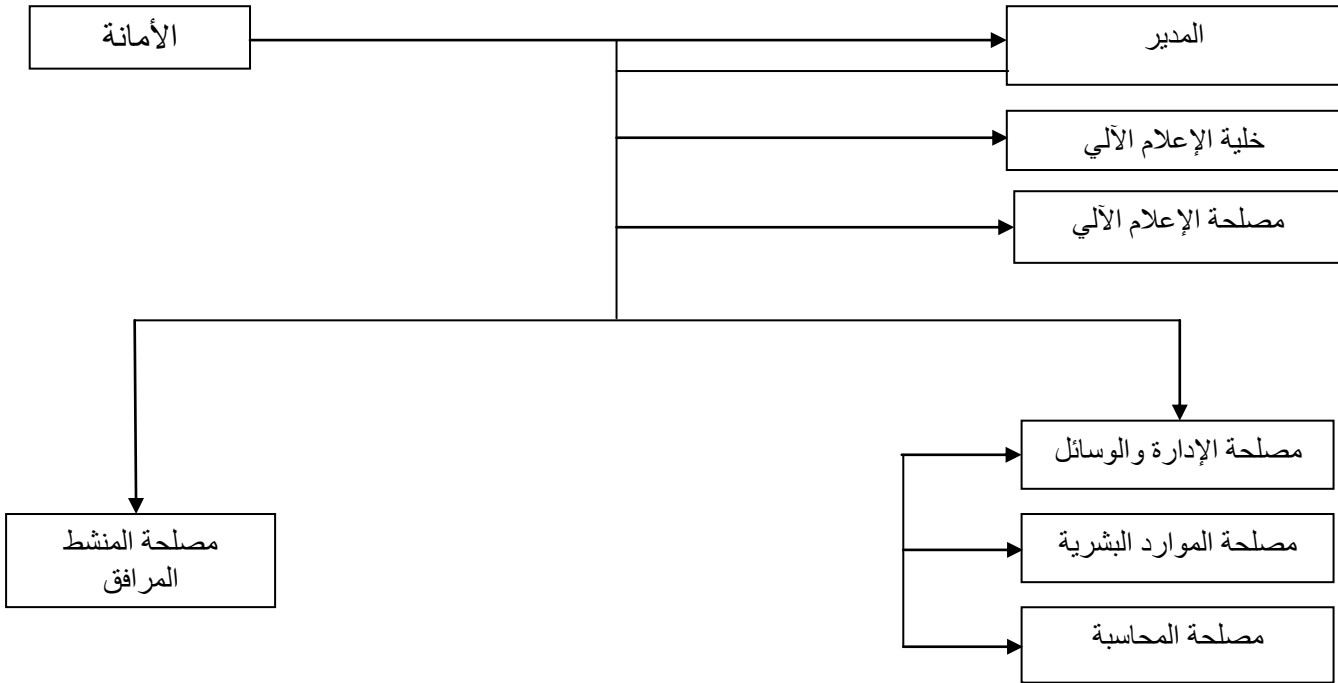 المدير
الأمانة
خلية الإعلام الآلي
مصلحة الإعلام الآلي
مصلحة الإدارة والوسائل
مصلحة الموارد البشرية
مصلحة المحاسبة
مصلحة المنشط
المرافق